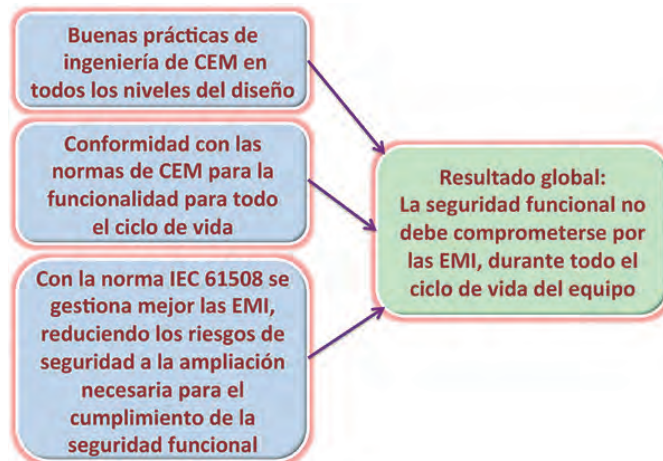 Buenas prácticas de
ingeniería de CEM en
todos los niveles del diseño
Conformidad con las
normas de CEM para la
funcionalidad para todo
el ciclo de vida
Con la norma IEC 61508 se
gestiona mejor las EMI,
reduciendo los riesgos de
seguridad a la ampliación
necesaria para el
cumplimiento de la
seguridad funcional
Resultado global:
La seguridad funcional no
debe comprometerse por
las EMI, durante todo el
ciclo de vida del equipo